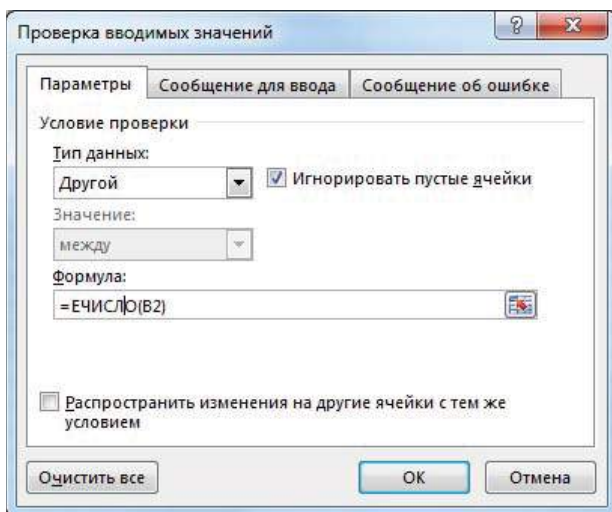 Проверка вводимых значений
Параметры
Сообщение для ввода
Сообщение об ошибке
Условие проверки
Тип данных:
Другой
Игнорировать пустые ячейки
Значение:
между
Формула:
=ЕЧИСЛО(B2)
Распространить изменения на другие ячейки с тем же
условием
Очистить все
ОК
Отмена